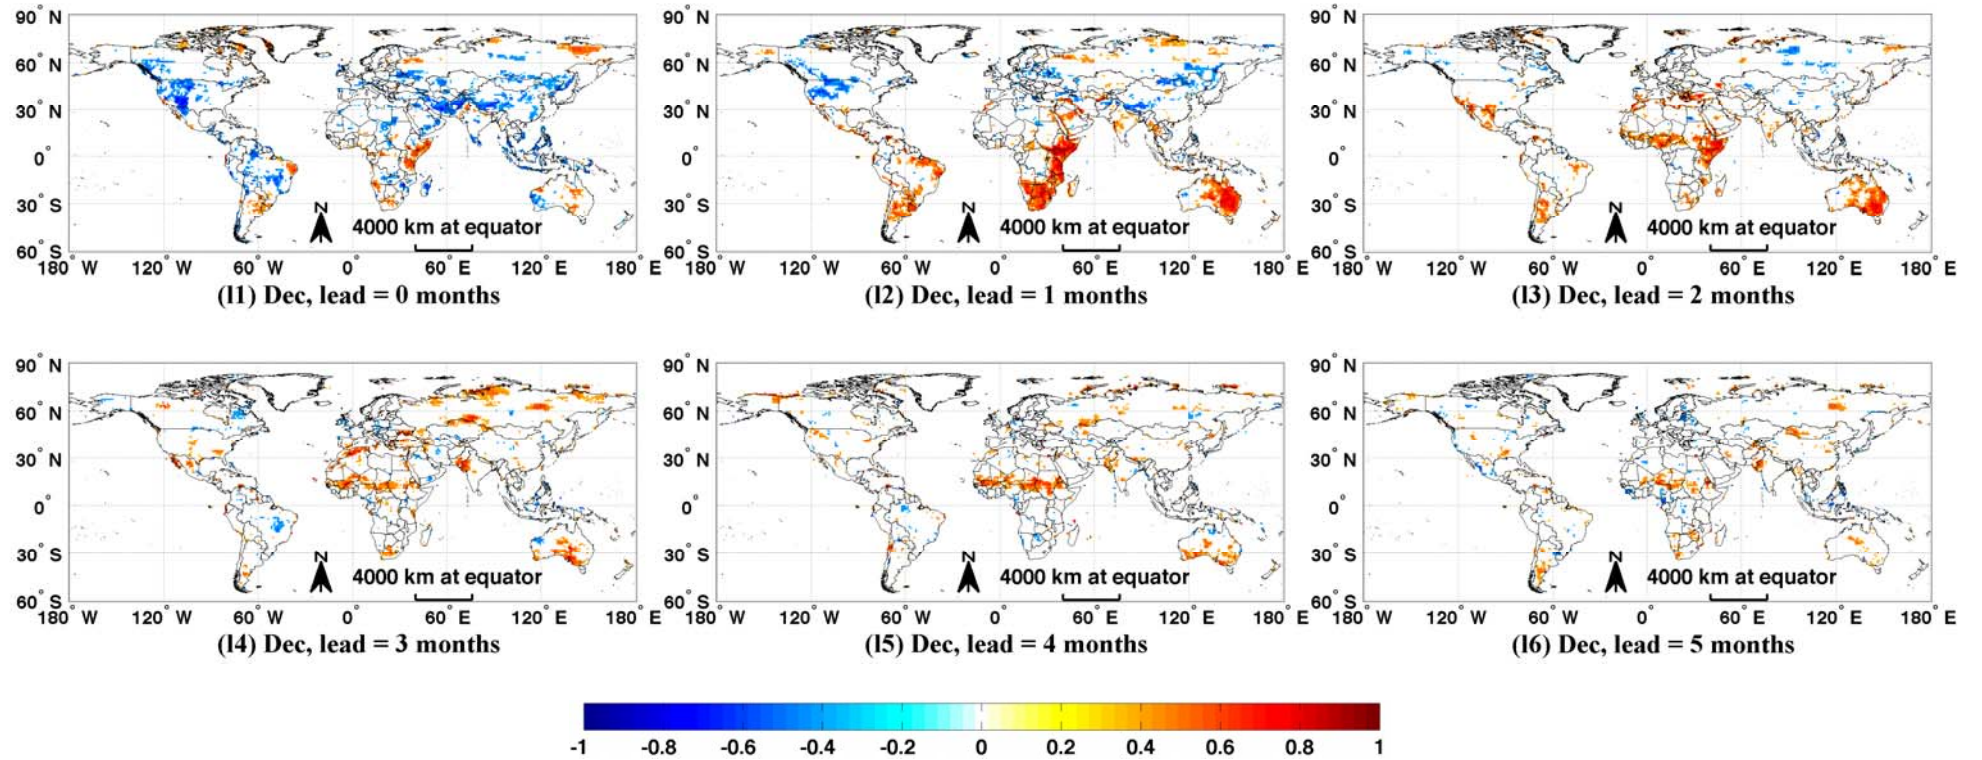 90° N 90° N 90° N
60° N 60° N 60° N
30° N 30° N 30° N
0° 0° 0°
30° S 30° S 30° S
N 4000 km at equator N 4000 km at equator N 4000 km at equator
60° S 60° S 60° S
180° W 120° W 60° W 0° 60° E 120° E 180° E 180° W 120° W 60° W 0° 60° E 120° E 180° E 180° W 120° W 60° W 0° 60° E 120° E 180° E
(l1) Dec, lead = 0 months (l2) Dec, lead = 1 months (l3) Dec, lead = 2 months
90° N 90° N 90° N
60° N 60° N 60° N
30° N 30° N 30° N
0° 0° 0°
30° S 30° S 30° S
N 4000 km at equator N 4000 km at equator N 4000 km at equator
60° S 60° S 60° S
180° W 120° W 60° W 0° 60° E 120° E 180° E 180° W 120° W 60° W 0° 60° E 120° E 180° E 180° W 120° W 60° W 0° 60° E 120° E 180° E
(l4) Dec, lead = 3 months (l5) Dec, lead = 4 months (l6) Dec, lead = 5 months
-1 -0.8 -0.6 -0.4 -0.2 0 0.2 0.4 0.6 0.8 1